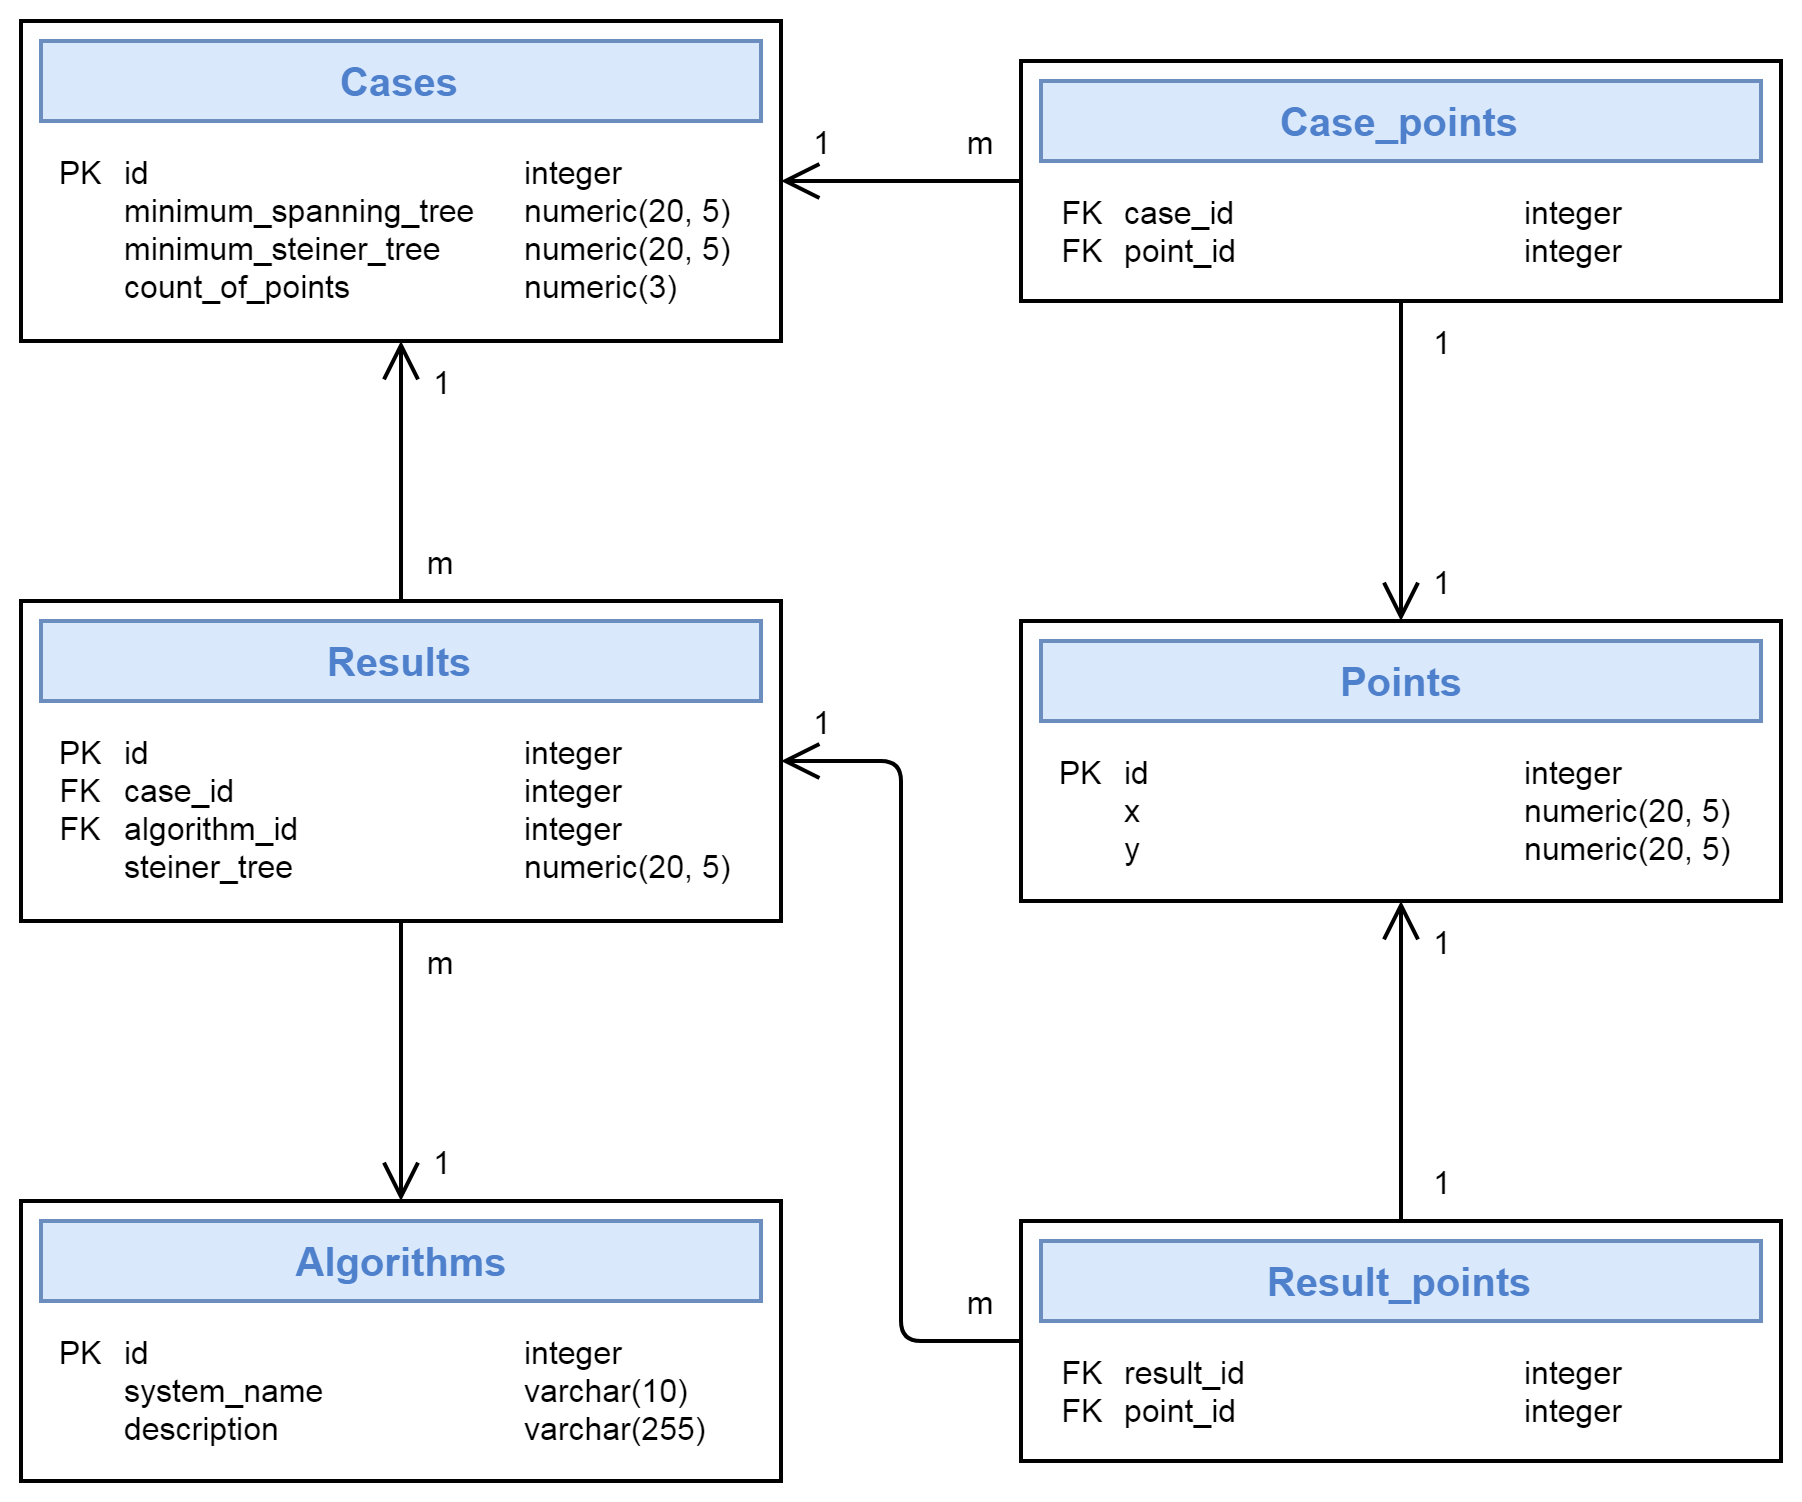 Cases
PK id integer
minimum_spanning_tree numeric(20, 5)
minimum_steiner_tree numeric(20, 5)
count_of_points numeric(3)
1 m
Case_points
FK case_id integer
FK point_id integer
1
m
1
1
Results
PK id integer
FK case_id integer
FK algorithm_id integer
steiner_tree numeric(20, 5)
1
Points
PK id integer
x numeric(20, 5)
y numeric(20, 5)
m
1
1
1
Algorithms
PK id integer
system_name varchar(10)
description varchar(255)
m
Result_points
FK result_id integer
FK point_id integer